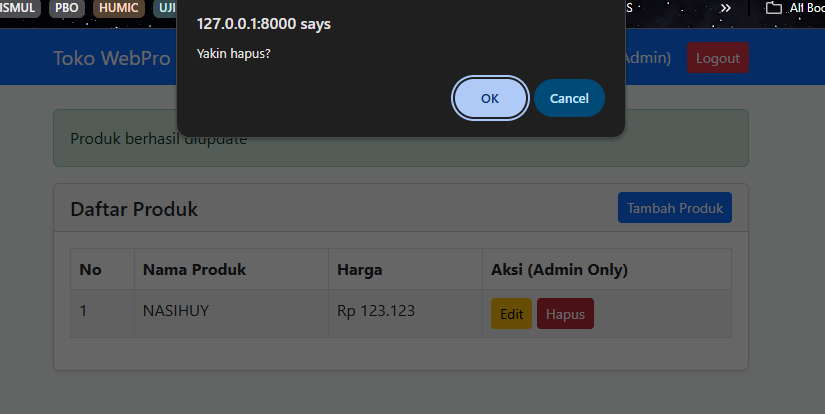 ISMUL PBO HUMIC UJI
All Boo
127.0.0.1:8000 says
Yakin hapus?
OK Cancel
Toko WebPro
Admin) Logout
Produk berhasil diupdate
Daftar Produk
Tambah Produk
No Nama Produk Harga Aksi (Admin Only)
1 NASIHUY Rp 123.123 Edit Hapus